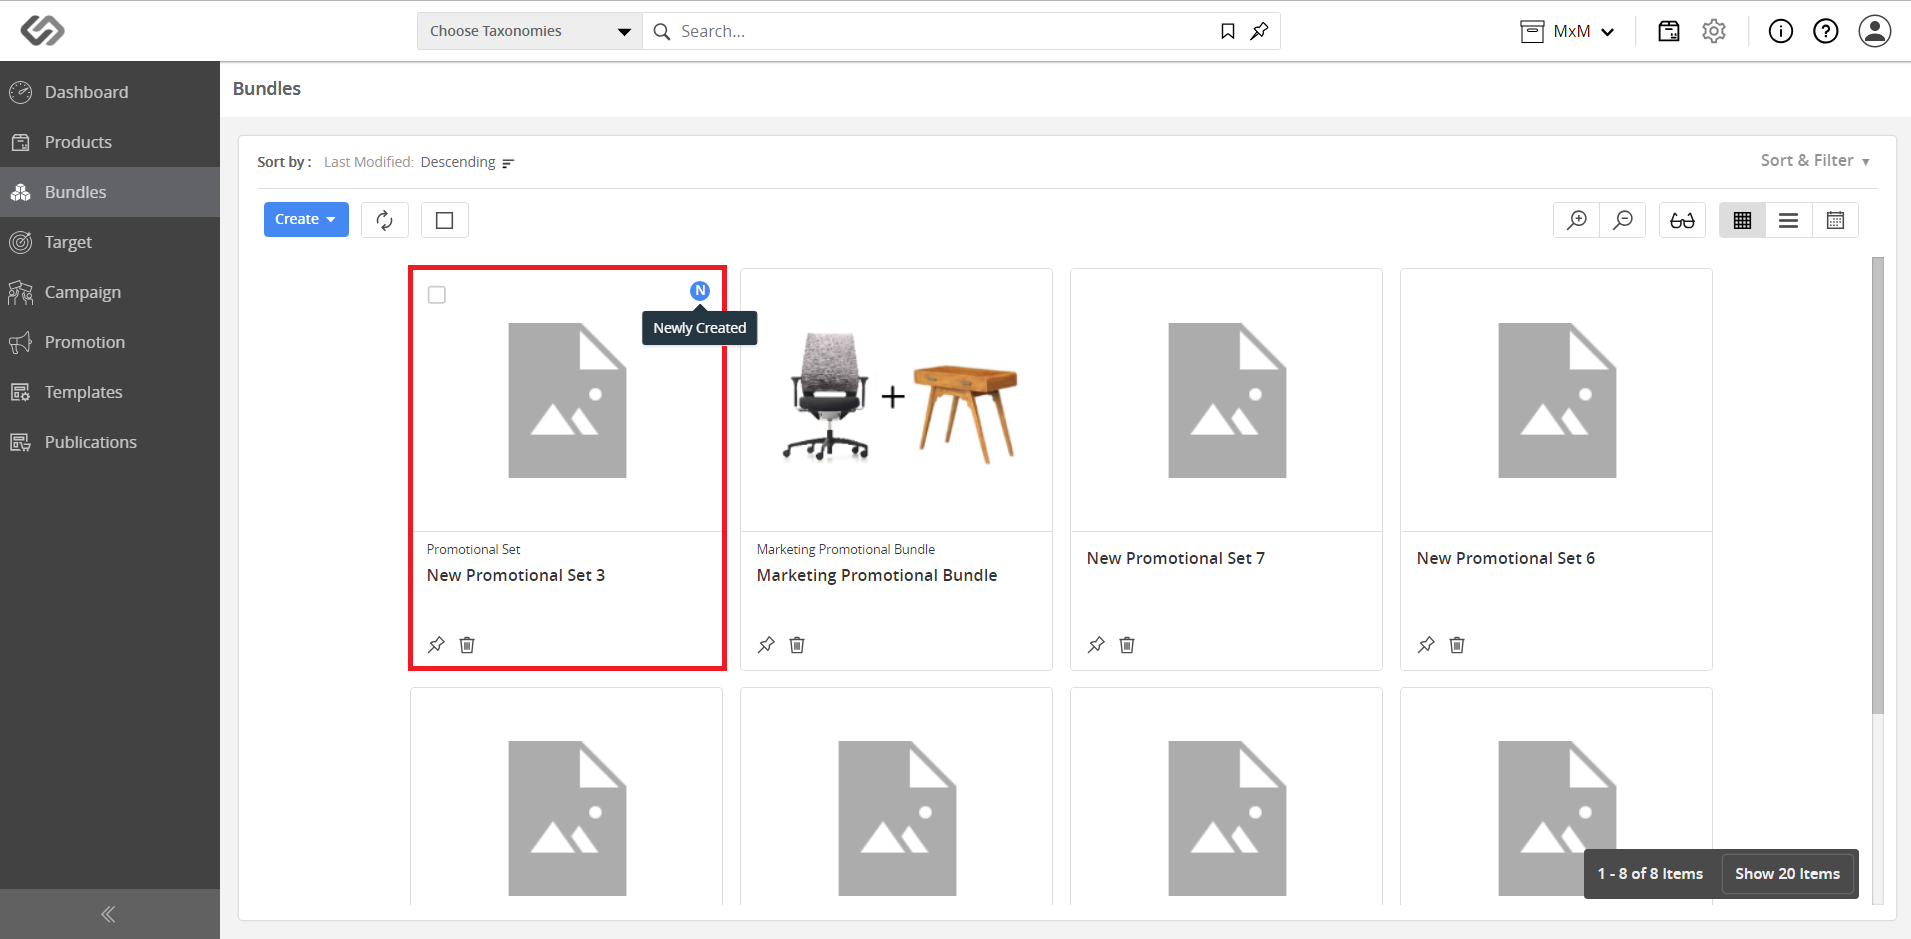 Choose Taxonomies
Search...
MxM
Dashboard
Products
Bundles
Target
Campaign
Promotion
Templates
Publications
Bundles
Sort by : Last Modified: Descending
Sort & Filter
Create
N
Newly Created
Promotional Set
New Promotional Set 3
Marketing Promotional Bundle
Marketing Promotional Bundle
New Promotional Set 7
New Promotional Set 6
1 - 8 of 8 Items
Show 20 Items